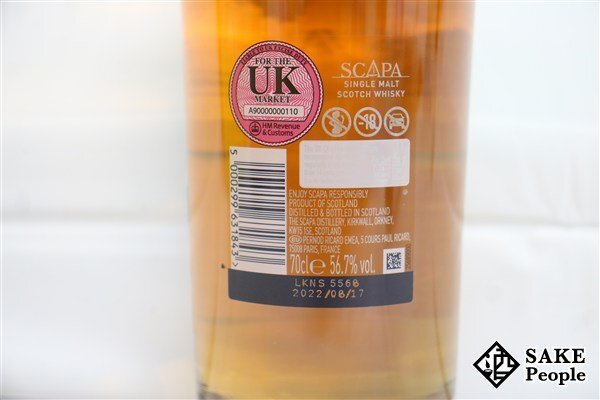 FOR THE
UK
MARKET
A90000000110
HM Revenue
& Customs
SCAPA
SINGLE MALT
SCOTCH WHISKY
-18
5 000299 631843 >
ENJOY SCAPA RESPONSIBLY
PRODUCT OF SCOTLAND
DISTILLED & BOTTLED IN SCOTLAND
THE SCAPA DISTILLERY, KIRKWALL, ORKNEY,
KW15 1SE, SCOTLAND
PERNOD RICARD EMEA, 5 COURS PAUL RICARD,
75008 PARIS, FRANCE
70cl e 56.7% vol.
LKNS 5568
2022/08/17
SAKE
People